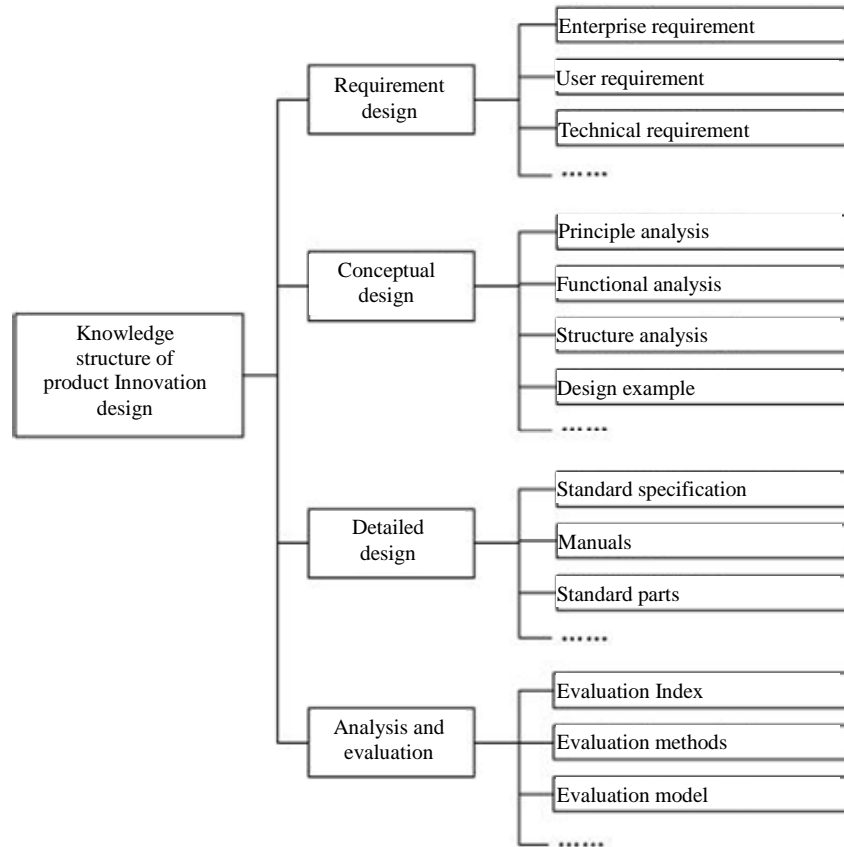 Enterprise requirement
Requirement
design
User requirement
Technical requirement
......
Principle analysis
Conceptual
design
Functional analysis
Structure analysis
Design example
......
Knowledge
structure of
product Innovation
design
Standard specification
Detailed
design
Manuals
Standard parts
......
Evaluation Index
Analysis and
evaluation
Evaluation methods
Evaluation model
......